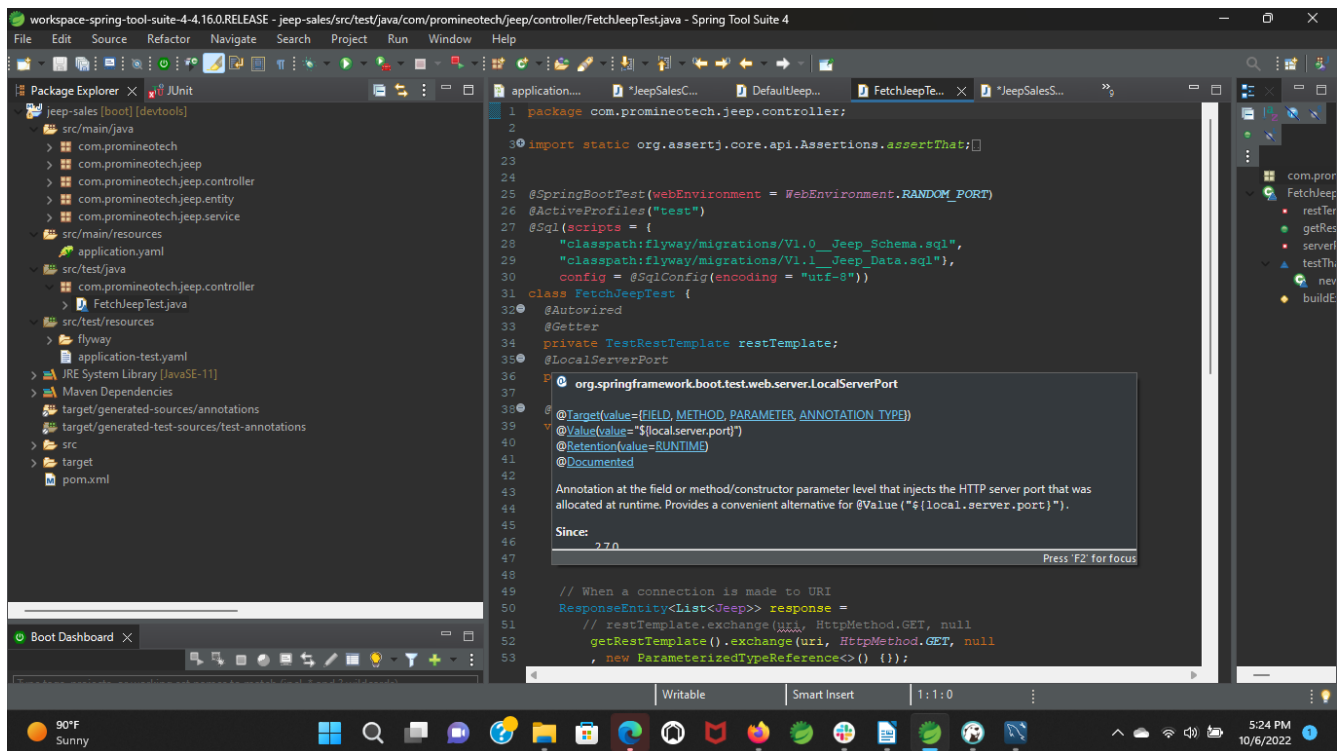 workspace-spring-tool-suite-4-4.16.0.RELEASE - jeep-sales/src/test/java/com/promineotech/jeep/controller/FetchJeepTest.java - Spring Tool Suite 4
File Edit Source Refactor Navigate Search Project Run Window Help
Package Explorer JUnit
jeep-sales [boot] [devtools]
src/main/java
com.promineotech
com.promineotech.jeep
com.promineotech.jeep.controller
com.promineotech.jeep.entity
com.promineotech.jeep.service
src/main/resources
application.yaml
src/test/java
com.promineotech.jeep.controller
FetchJeepTest.java
src/test/resources
flyway
application-test.yaml
JRE System Library [JavaSE-11]
Maven Dependencies
target/generated-sources/annotations
target/generated-test-sources/test-annotations
src
target
pom.xml
Boot Dashboard
application.... *JeepSalesC... DefaultJeep... FetchJeepTe... *JeepSalesS... »9
1 package com.promineotech.jeep.controller;
2
3 import static org.assertj.core.api.Assertions.assertThat;
23
24
25 @SpringBootTest(webEnvironment = WebEnvironment.RANDOM_PORT)
26 @ActiveProfiles("test")
27 @Sql(scripts = {
28 "classpath:flyway/migrations/V1.0__Jeep_Schema.sql",
29 "classpath:flyway/migrations/V1.1__Jeep_Data.sql"},
30 config = @SqlConfig(encoding = "utf-8"))
31 class FetchJeepTest {
32 @Autowired
33 @Getter
34 private TestRestTemplate restTemplate;
35 @LocalServerPort
36 p
37
38 @
39 v
40
41
42
43
44
45
46
47
48
49 // When a connection is made to URI
50 ResponseEntity<List<Jeep>> response =
51 // restTemplate.exchange(uri, HttpMethod.GET, null
52 getRestTemplate().exchange(uri, HttpMethod.GET, null
53 , new ParameterizedTypeReference<>() {});
org.springframework.boot.test.web.server.LocalServerPort
@Target(value={FIELD, METHOD, PARAMETER, ANNOTATION_TYPE})
@Value(value="${local.server.port}")
@Retention(value=RUNTIME)
@Documented
Annotation at the field or method/constructor parameter level that injects the HTTP server port that was
allocated at runtime. Provides a convenient alternative for @Value("${local.server.port}").
Since:
2.7.0
Press 'F2' for focus
com.pror
FetchJeep
restTer
getRes
serverl
testTha
new
buildE
Writable Smart Insert 1 : 1 : 0
90°F
Sunny
5:24 PM
10/6/2022
1